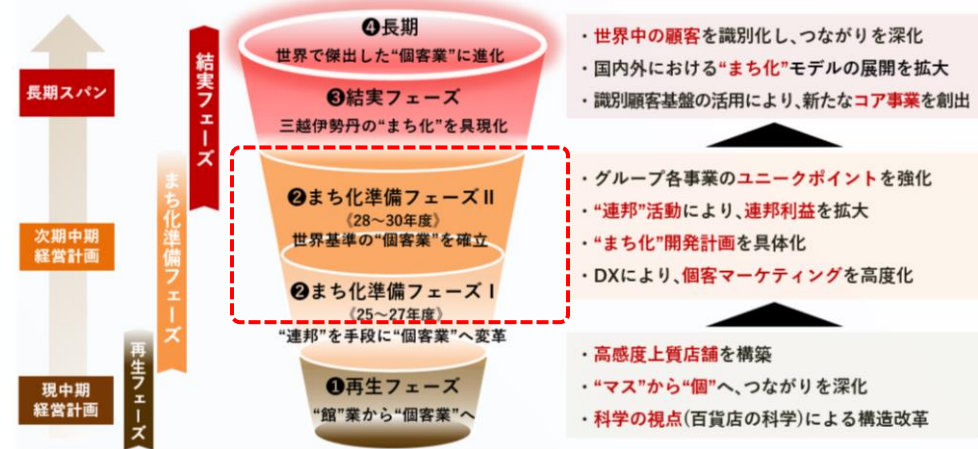 長期スパン
次期中期
経営計画
現中期
経営計画
結実フェーズ
まち化準備フェーズ
再生フェーズ
❹長期
世界で傑出した“個客業”に進化
❸結実フェーズ
三越伊勢丹の“まち化”を具現化
❷まち化準備フェーズⅡ
《28～30年度》
世界基準の“個客業”を確立
❷まち化準備フェーズⅠ
《25～27年度》
“連邦”を手段に“個客業”へ変革
❶再生フェーズ
“館”業から“個客業”へ
・世界中の顧客を識別化し、つながりを深化
・国内外における“まち化”モデルの展開を拡大
・識別顧客基盤の活用により、新たなコア事業を創出
・グループ各事業のユニークポイントを強化
・“連邦”活動により、連邦利益を拡大
・“まち化”開発計画を具体化
・DXにより、個客マーケティングを高度化
・高感度上質店舗を構築
・“マス”から“個”へ、つながりを深化
・科学の視点(百貨店の科学)による構造改革